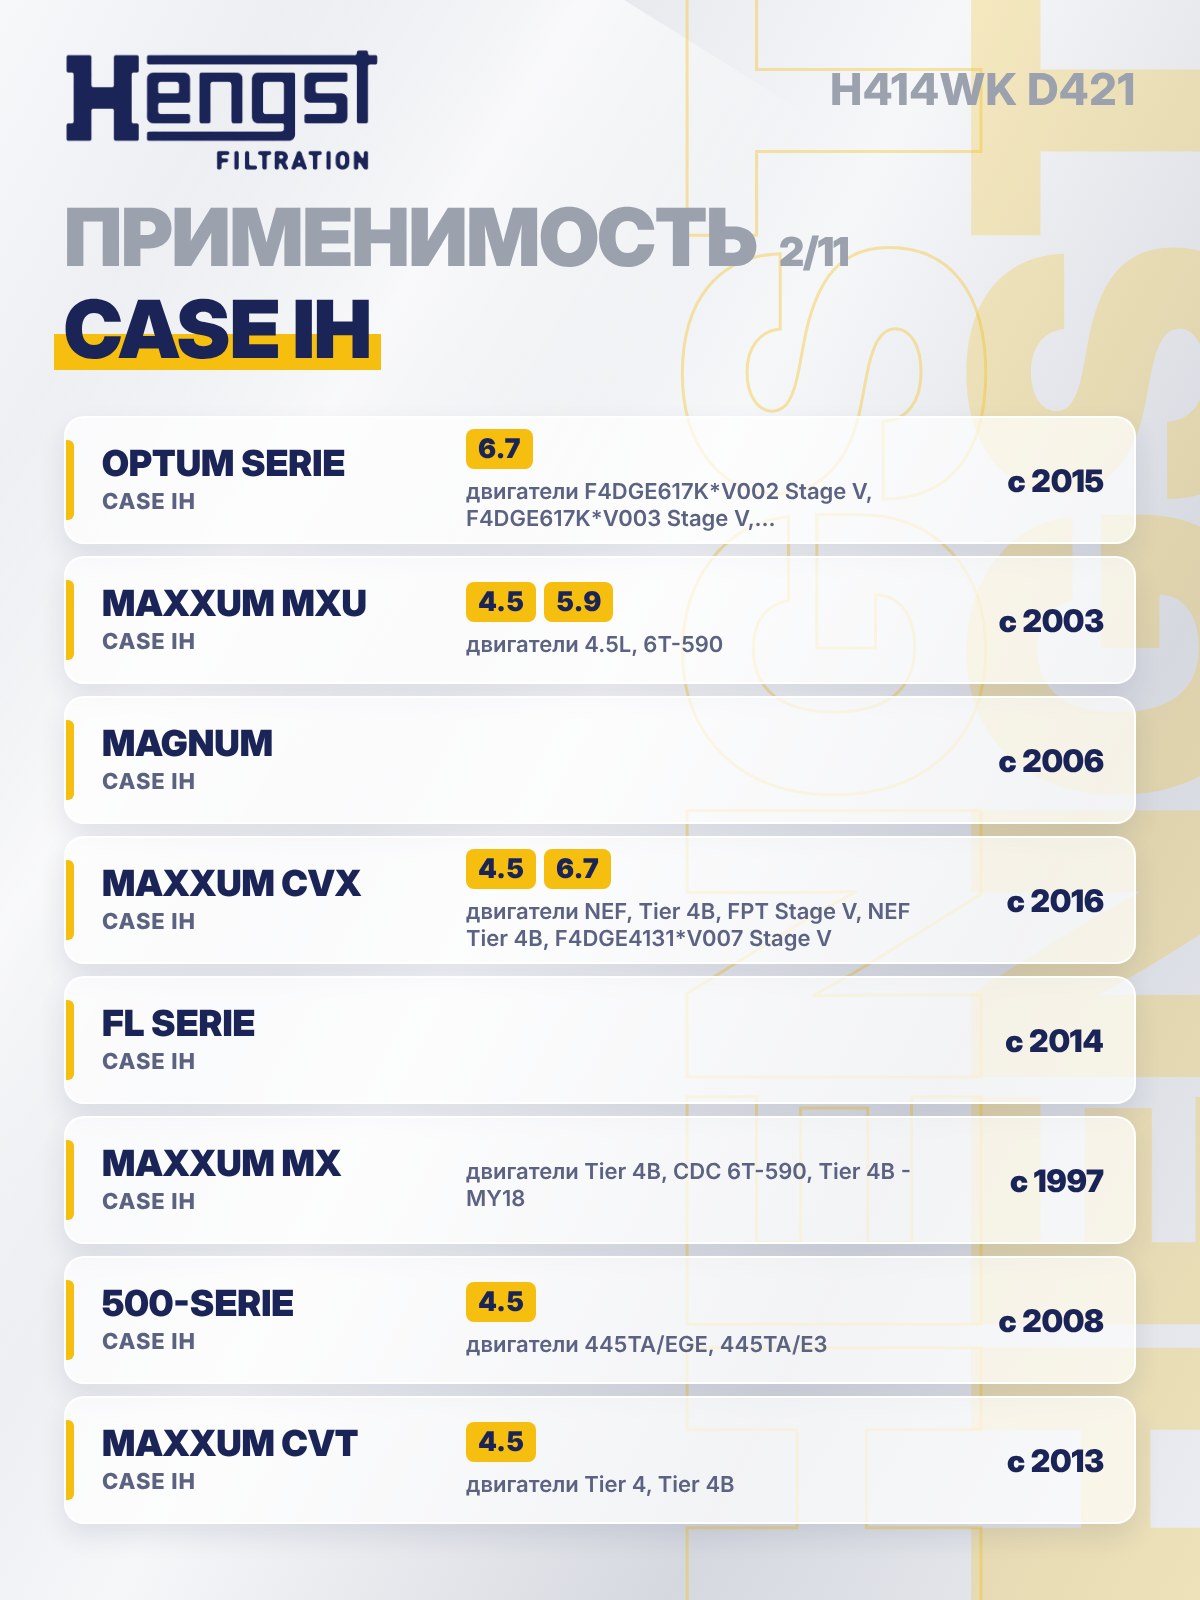 Hengst
FILTRATION
H414WK D421
ПРИМЕНИМОСТЬ 2/11
CASE IH
OPTUM SERIE
CASE IH
6.7
двигатели F4DGE617K*V002 Stage V,
F4DGE617K*V003 Stage V,...
с 2015
MAXXUM MXU
CASE IH
4.5 5.9
двигатели 4.5L, 6T-590
с 2003
MAGNUM
CASE IH
с 2006
MAXXUM CVX
CASE IH
4.5 6.7
двигатели NEF, Tier 4B, FPT Stage V, NEF
Tier 4B, F4DGE4131*V007 Stage V
с 2016
FL SERIE
CASE IH
с 2014
MAXXUM MX
CASE IH
двигатели Tier 4B, CDC 6T-590, Tier 4B -
MY18
с 1997
500-SERIE
CASE IH
4.5
двигатели 445TA/EGE, 445TA/E3
с 2008
MAXXUM CVT
CASE IH
4.5
двигатели Tier 4, Tier 4B
с 2013
HENGST
HENGST